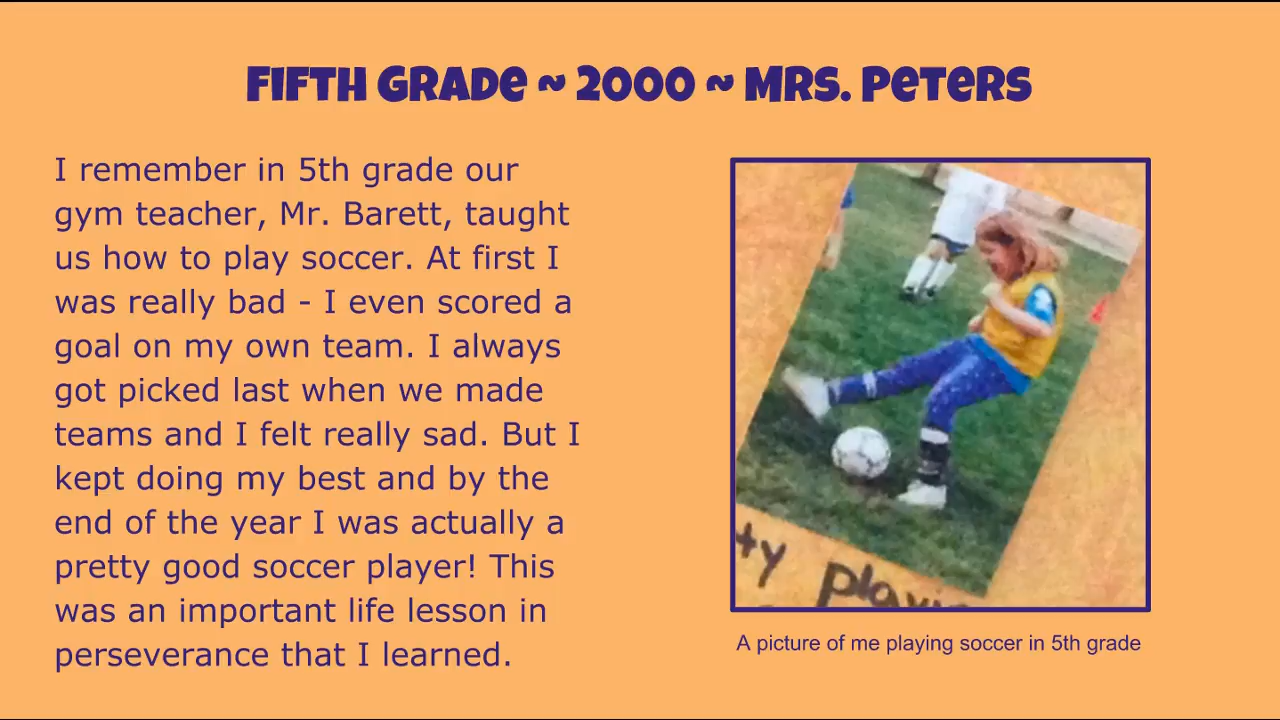 FIFTH GRADE ~ 2000 ~ MRS. PETERS
I remember in 5th grade our
gym teacher, Mr. Barett, taught
us how to play soccer. At first I
was really bad - I even scored a
goal on my own team. I always
got picked last when we made
teams and I felt really sad. But I
kept doing my best and by the
end of the year I was actually a
pretty good soccer player! This
was an important life lesson in
perseverance that I learned.
A picture of me playing soccer in 5th grade